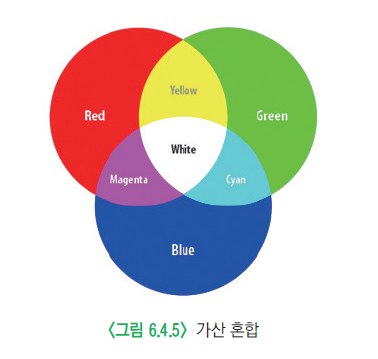 Yellow
Red
Green
White
Magenta
Cyan
Blue
<그림 6.4.5> 가산 혼합